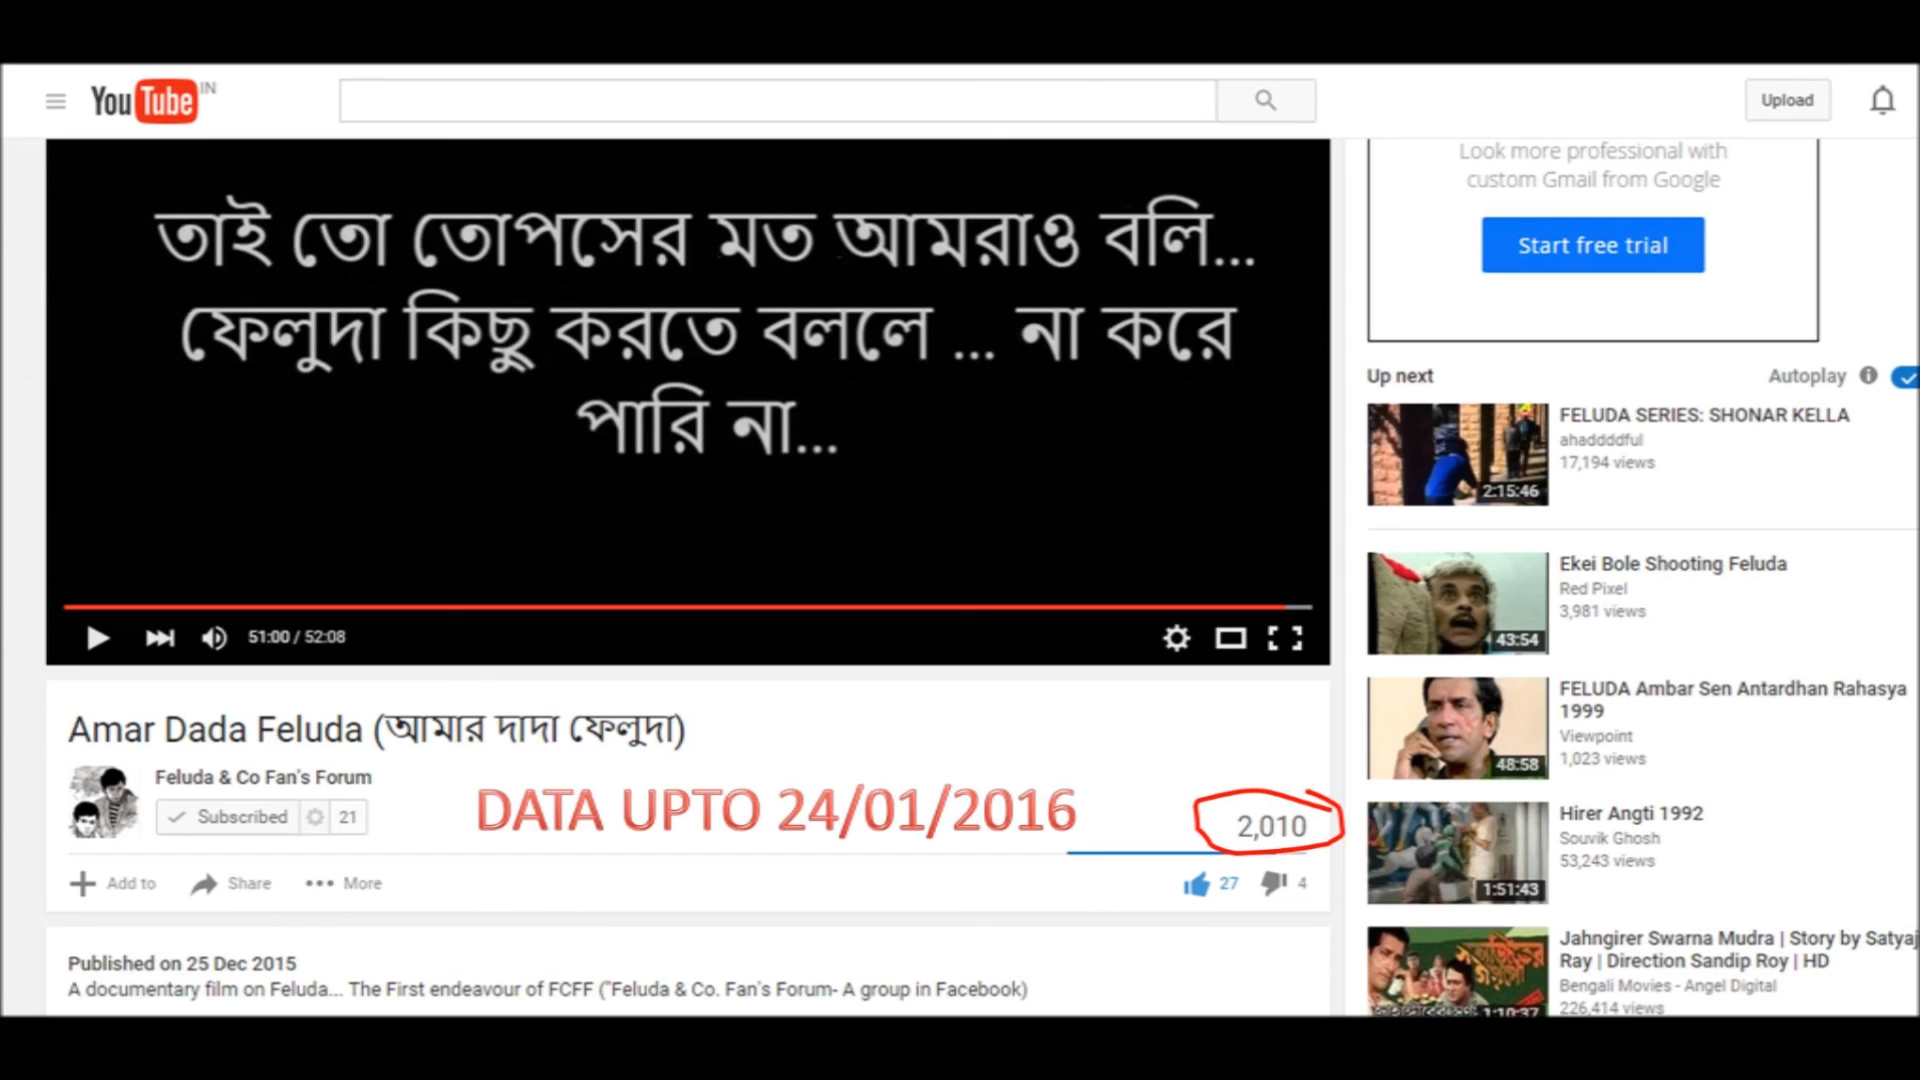 YouTube IN
Upload
তাই তো তোপসের মত আমরাও বলি...
ফেলুদা কিছু করতে বললে ... না করে
পারি না...
51:00 / 52:08
Amar Dada Feluda (আমার দাদা ফেলুদা)
Feluda & Co Fan's Forum
Subscribed 21
DATA UPTO 24/01/2016
2,010
Add to Share More
27 4
Published on 25 Dec 2015
A documentary film on Feluda... The First endeavour of FCFF ("Feluda & Co. Fan's Forum- A group in Facebook)
Look more professional with
custom Gmail from Google
Start free trial
Up next Autoplay
FELUDA SERIES: SHONAR KELLA
ahaddddful
17,194 views
2:15:46
Ekei Bole Shooting Feluda
Red Pixel
3,981 views
43:54
FELUDA Ambar Sen Antardhan Rahasya
1999
Viewpoint
1,023 views
48:58
Hirer Angti 1992
Souvik Ghosh
53,243 views
1:51:43
Jahngirer Swarna Mudra | Story by Satyaj
Ray | Direction Sandip Roy | HD
Bengali Movies - Angel Digital
226,414 views
1:10:37